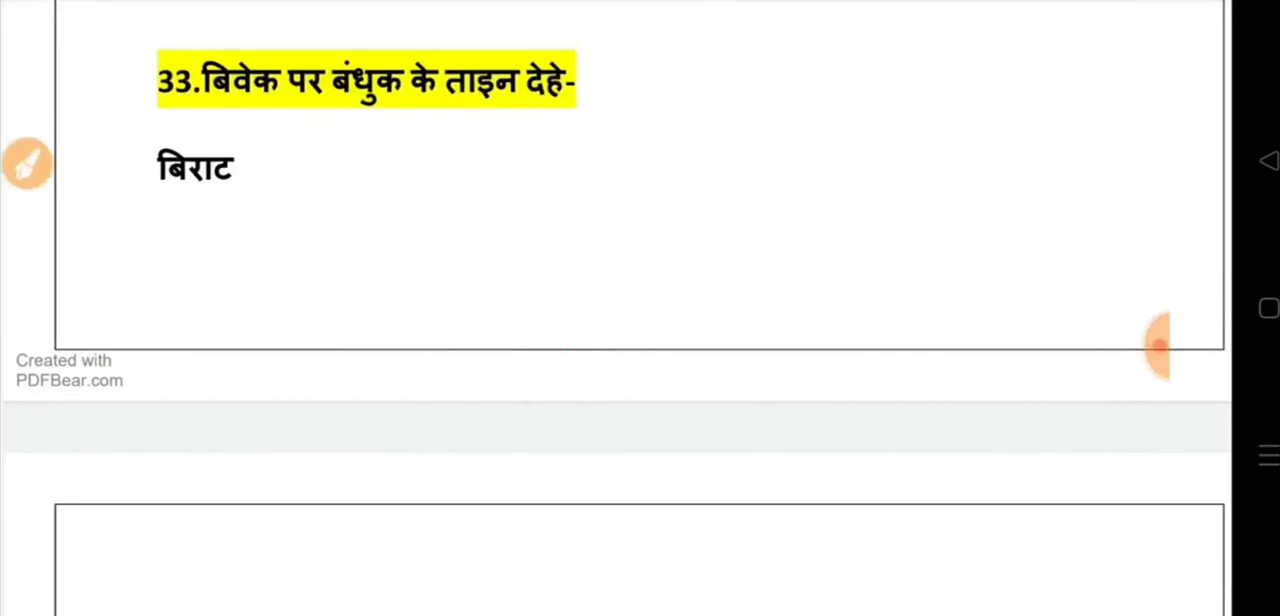 33.बिवेक पर बंधुक के ताइन देहे-
बिराट
Created with
PDFBear.com